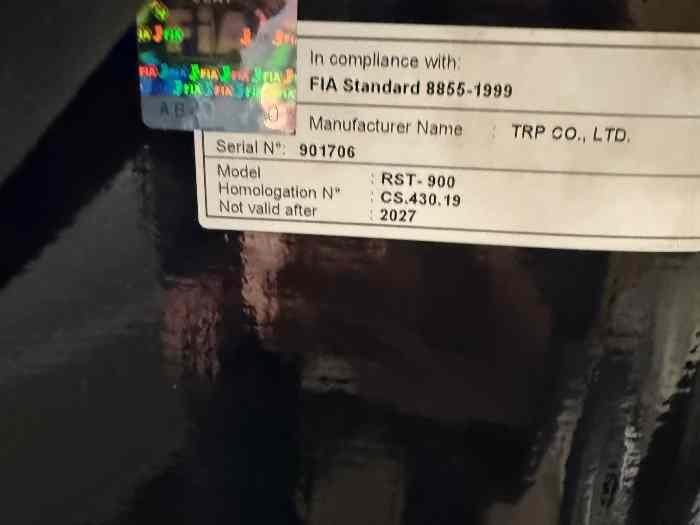 FIA
In compliance with:
FIA Standard 8855-1999
Manufacturer Name : TRP CO., LTD.
Serial N°: 901706
Model : RST-900
Homologation N° : CS.430.19
Not valid after : 2027